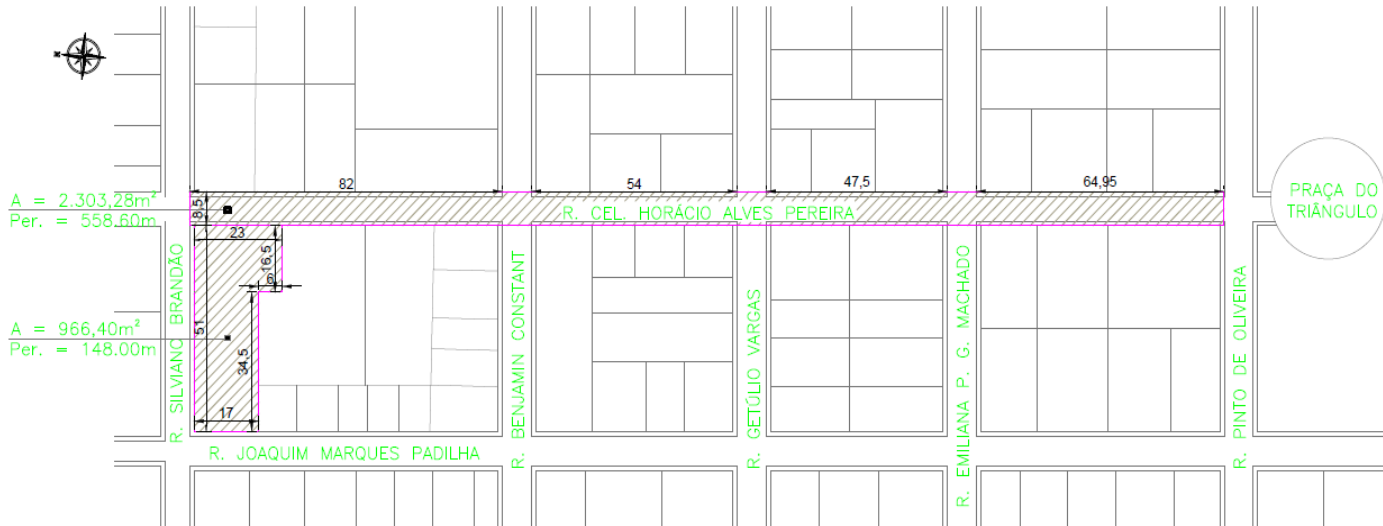 82
54
47,5
64,95
A = 2.303,28m²
Per. = 558.60m
8,5
R. CEL. HORÁCIO ALVES PEREIRA
PRAÇA DO
TRIÂNGULO
23
16,5
6
A = 966,40m²
Per. = 148.00m
51
34,5
17
R. SILVIANO BRANDÃO
R. BENJAMIN CONSTANT
R. GETÚLIO VARGAS
R. EMILIANA P. G. MACHADO
R. PINTO DE OLIVEIRA
R. JOAQUIM MARQUES PADILHA